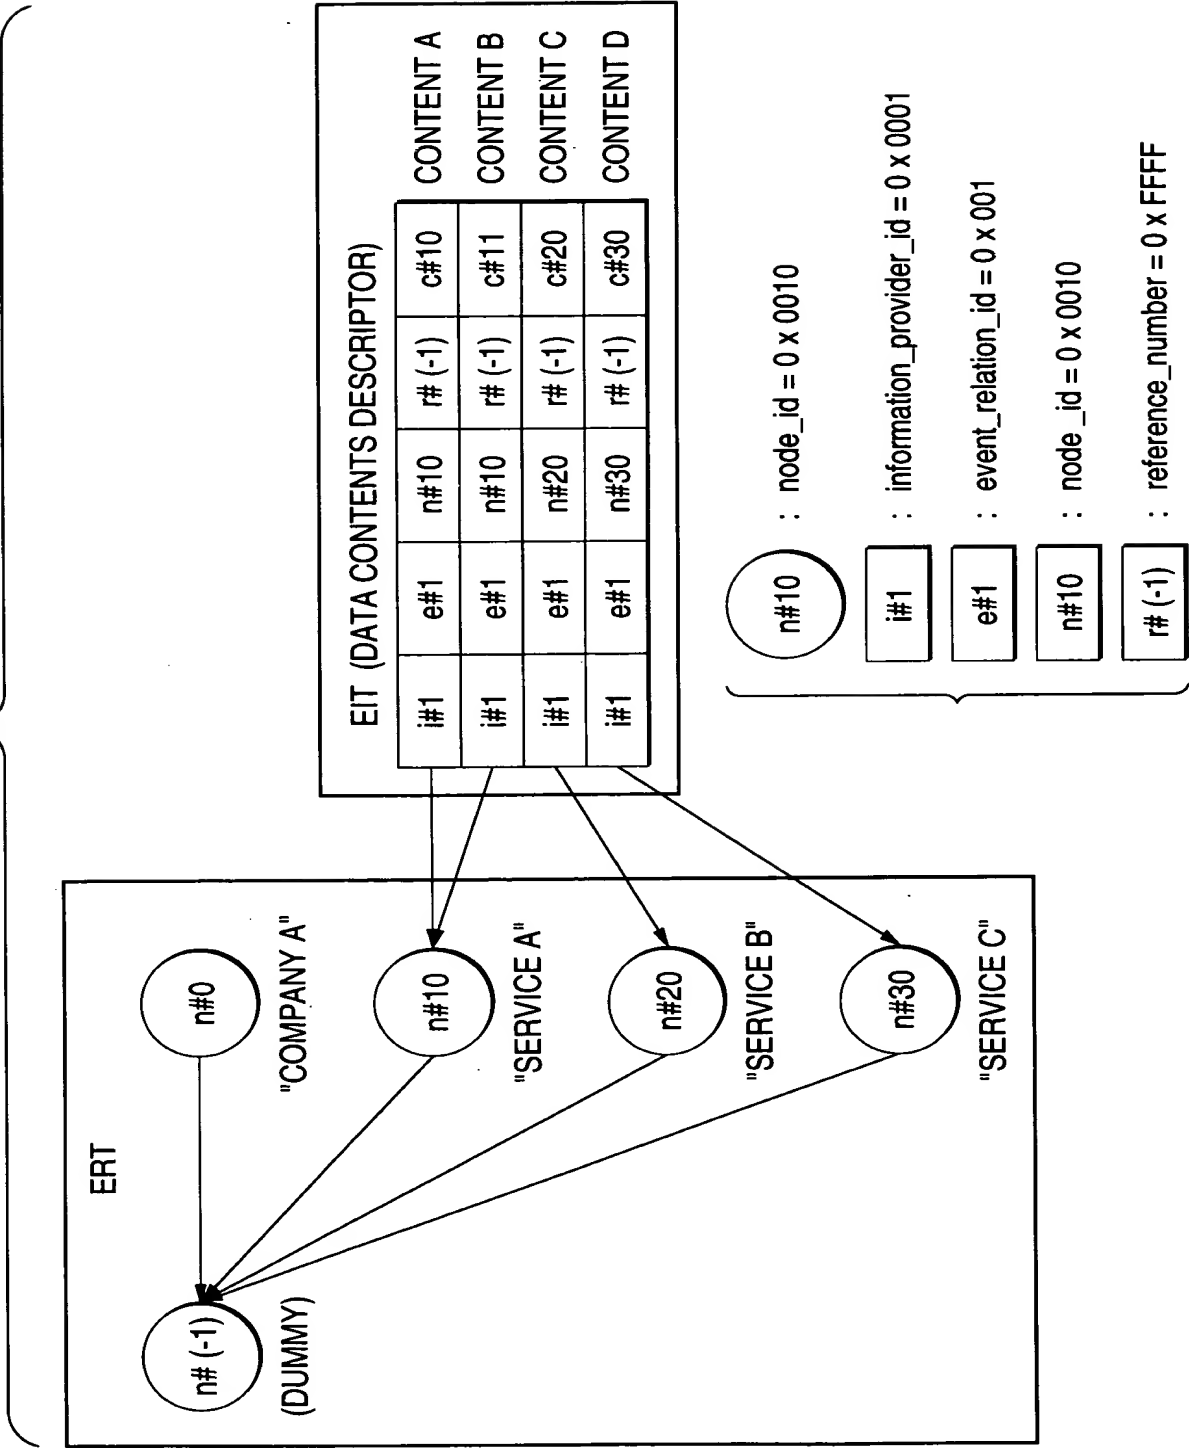 ERT
n# (-1)
(DUMMY)
n#0
"COMPANY A"
n#10
"SERVICE A"
n#20
"SERVICE B"
n#30
"SERVICE C"
EIT (DATA CONTENTS DESCRIPTOR)
i#1 e#1 n#10 r# (-1) c#10 CONTENT A
i#1 e#1 n#10 r# (-1) c#11 CONTENT B
i#1 e#1 n#20 r# (-1) c#20 CONTENT C
i#1 e#1 n#30 r# (-1) c#30 CONTENT D
n#10 : node_id = 0 x 0010
i#1 : information_provider_id = 0 x 0001
e#1 : event_relation_id = 0 x 001
n#10 : node _id = 0 x 0010
r# (-1) : reference_number = 0 x FFFF